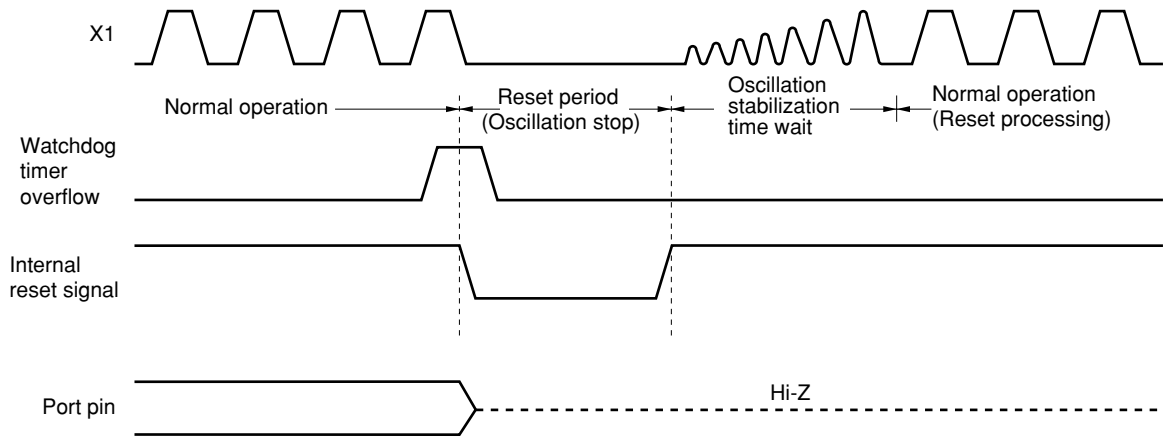 X1
Normal operation
Reset period
(Oscillation stop)
Oscillation
stabilization
time wait
Normal operation
(Reset processing)
Watchdog
timer
overflow
Internal
reset signal
Port pin
Hi-Z